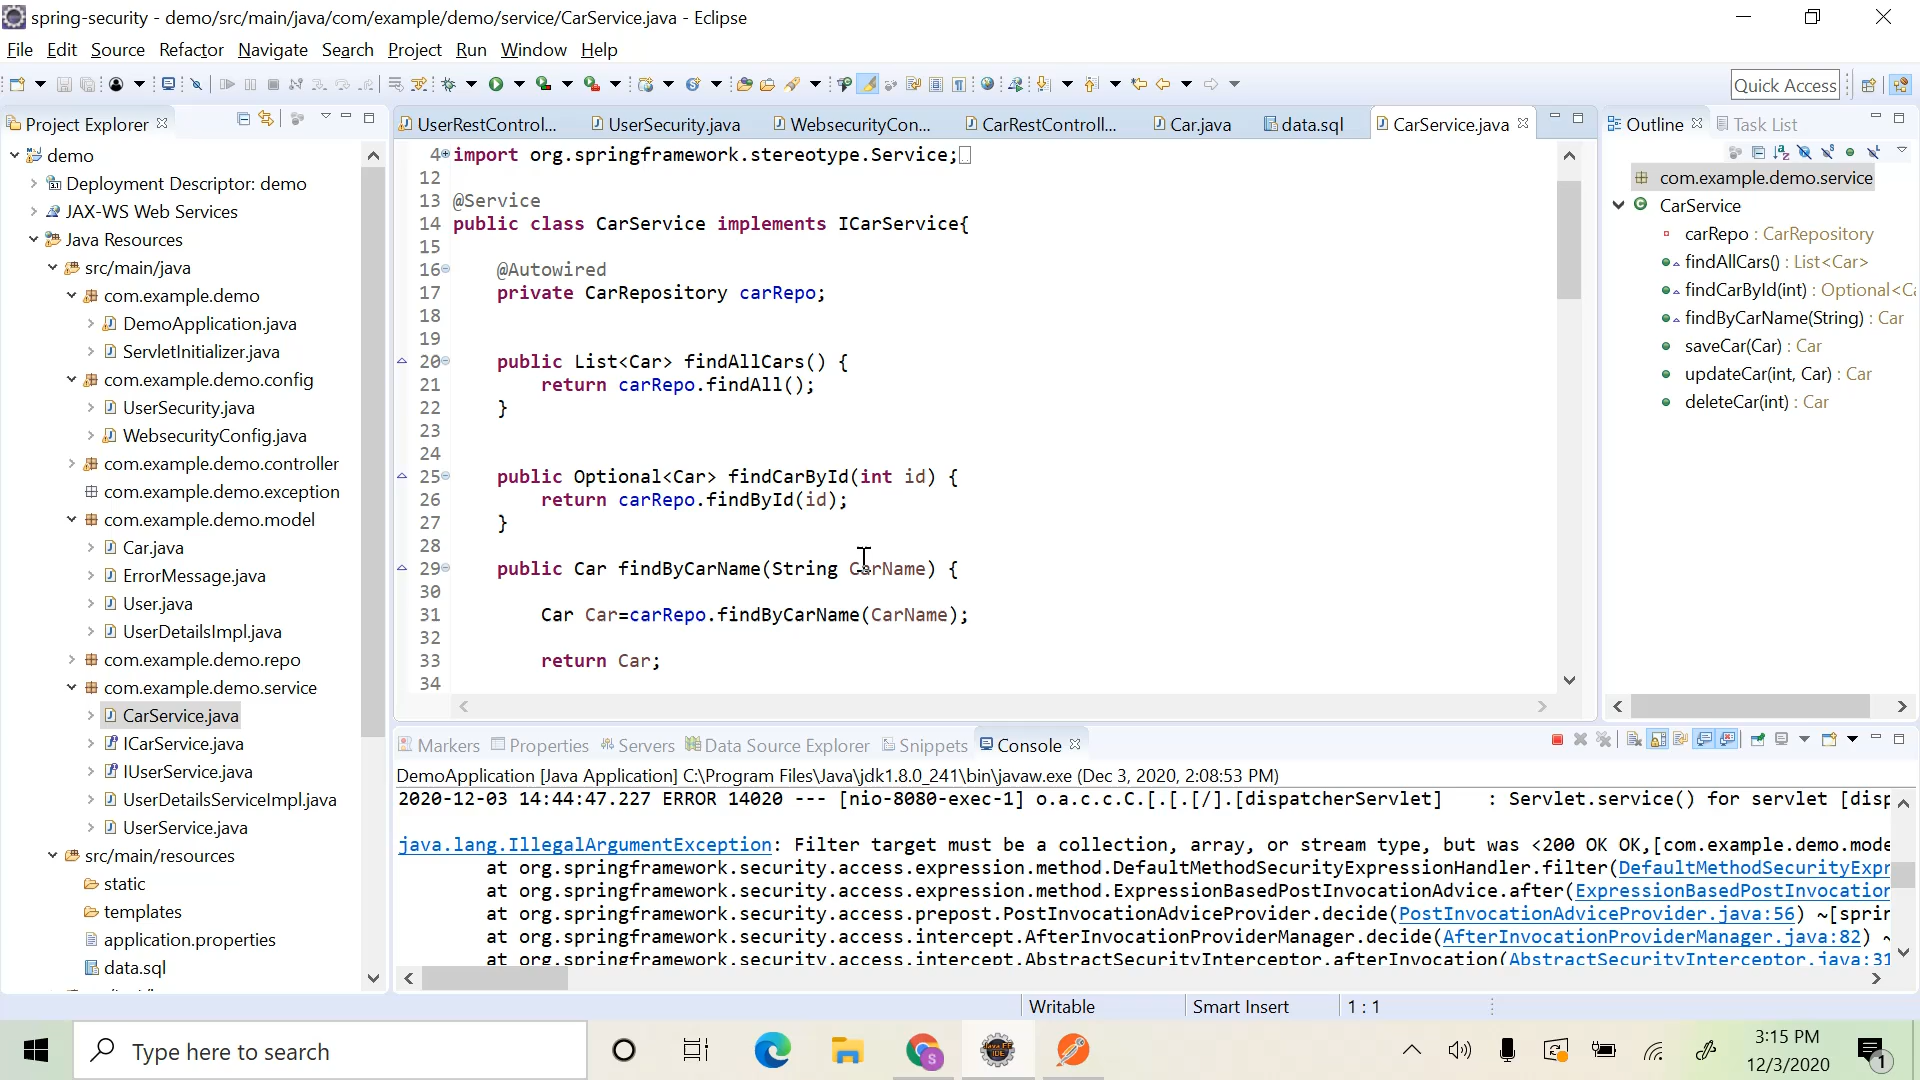 spring-security - demo/src/main/java/com/example/demo/service/CarService.java - Eclipse
File Edit Source Refactor Navigate Search Project Run Window Help
Quick Access
Project Explorer
demo
Deployment Descriptor: demo
JAX-WS Web Services
Java Resources
src/main/java
com.example.demo
DemoApplication.java
ServletInitializer.java
com.example.demo.config
UserSecurity.java
WebsecurityConfig.java
com.example.demo.controller
com.example.demo.exception
com.example.demo.model
Car.java
ErrorMessage.java
User.java
UserDetailsImpl.java
com.example.demo.repo
com.example.demo.service
CarService.java
ICarService.java
IUserService.java
UserDetailsServiceImpl.java
UserService.java
src/main/resources
static
templates
application.properties
data.sql
UserRestControl... UserSecurity.java WebsecurityCon... CarRestControll... Car.java data.sql CarService.java
4 import org.springframework.stereotype.Service;
12
13 @Service
14 public class CarService implements ICarService{
15
16 @Autowired
17 private CarRepository carRepo;
18
19
20 public List<Car> findAllCars() {
21 return carRepo.findAll();
22 }
23
24
25 public Optional<Car> findCarById(int id) {
26 return carRepo.findById(id);
27 }
28
29 public Car findByCarName(String CarName) {
30
31 Car Car=carRepo.findByCarName(CarName);
32
33 return Car;
34
Outline Task List
com.example.demo.service
CarService
carRepo : CarRepository
findAllCars() : List<Car>
findCarById(int) : Optional<Ca
findByCarName(String) : Car
saveCar(Car) : Car
updateCar(int, Car) : Car
deleteCar(int) : Car
Markers Properties Servers Data Source Explorer Snippets Console
DemoApplication [Java Application] C:\Program Files\Java\jdk1.8.0_241\bin\javaw.exe (Dec 3, 2020, 2:08:53 PM)
2020-12-03 14:44:47.227 ERROR 14020 --- [nio-8080-exec-1] o.a.c.c.C.[.[.[/].[dispatcherServlet] : Servlet.service() for servlet [disp
java.lang.IllegalArgumentException: Filter target must be a collection, array, or stream type, but was <200 OK OK,[com.example.demo.mode
at org.springframework.security.access.expression.method.DefaultMethodSecurityExpressionHandler.filter(DefaultMethodSecurityExpr
at org.springframework.security.access.expression.method.ExpressionBasedPostInvocationAdvice.after(ExpressionBasedPostInvocation
at org.springframework.security.access.prepost.PostInvocationAdviceProvider.decide(PostInvocationAdviceProvider.java:56) ~[sprin
at org.springframework.security.access.intercept.AfterInvocationProviderManager.decide(AfterInvocationProviderManager.java:82) ~
at org.springframework.security.access.intercept.AbstractSecurityInterceptor.afterInvocation(AbstractSecurityInterceptor.java:31
Writable Smart Insert 1 : 1
Type here to search
3:15 PM
12/3/2020
1